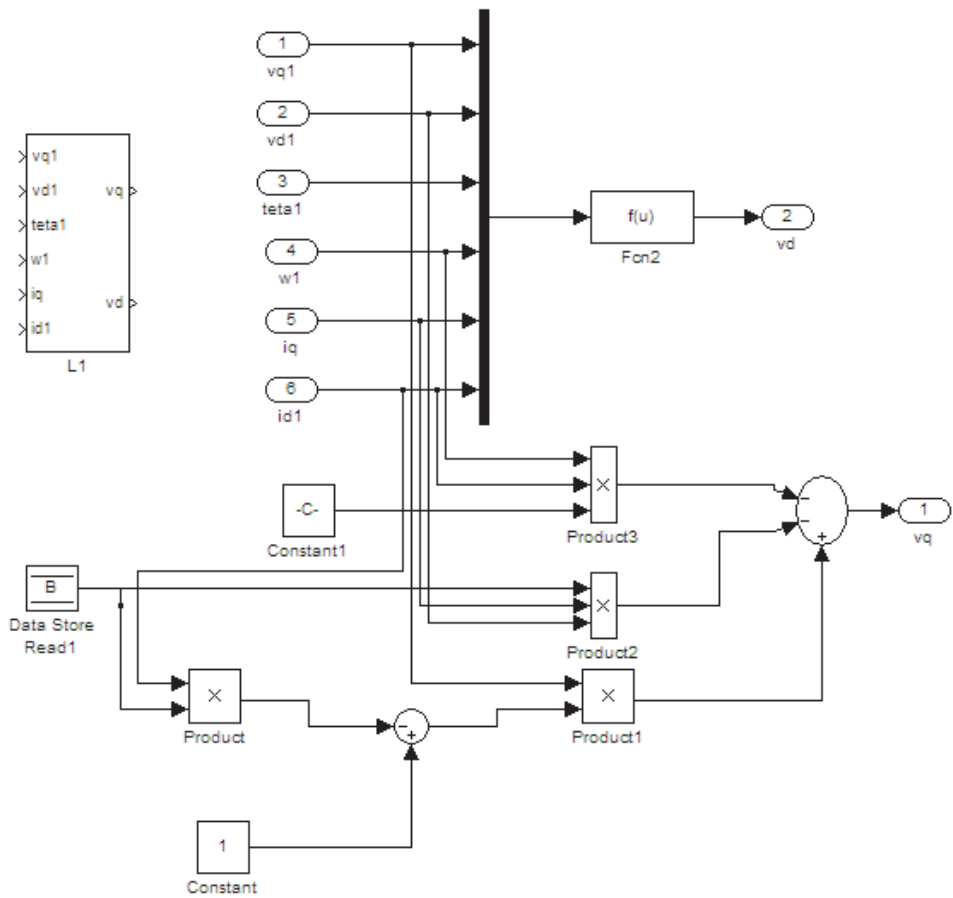 vq1
vd1
teta1
w1
iq
id1
vq
vd
L1
1
vq1
2
vd1
3
teta1
4
w1
5
iq
6
id1
f(u)
Fcn2
2
vd
-C-
Constant1
×
Product3
-
-
+
1
vq
B
Data Store
Read1
×
Product2
×
Product
-
+
×
Product1
1
Constant